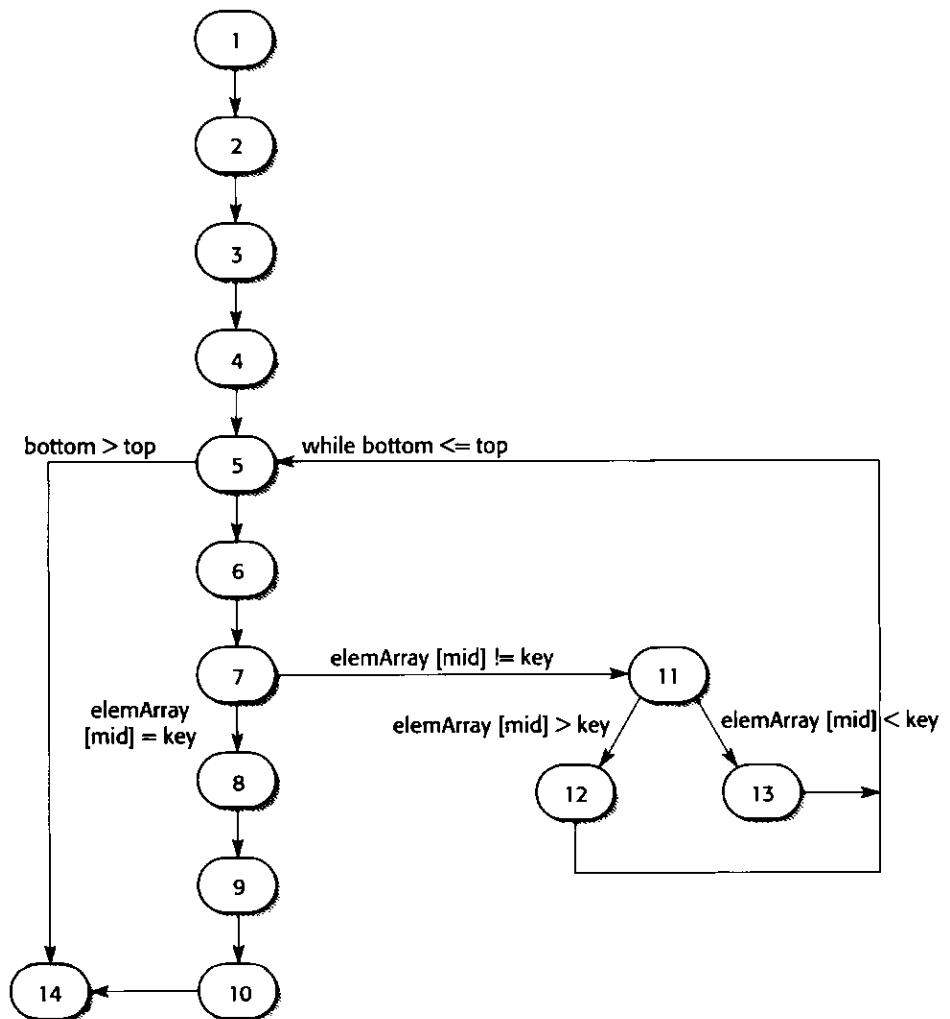 1
2
3
4
bottom > top
5
while bottom <= top
6
7
elemArray [mid] != key
11
elemArray
[mid] = key
elemArray [mid] > key
elemArray [mid] < key
8
12
13
9
14
10